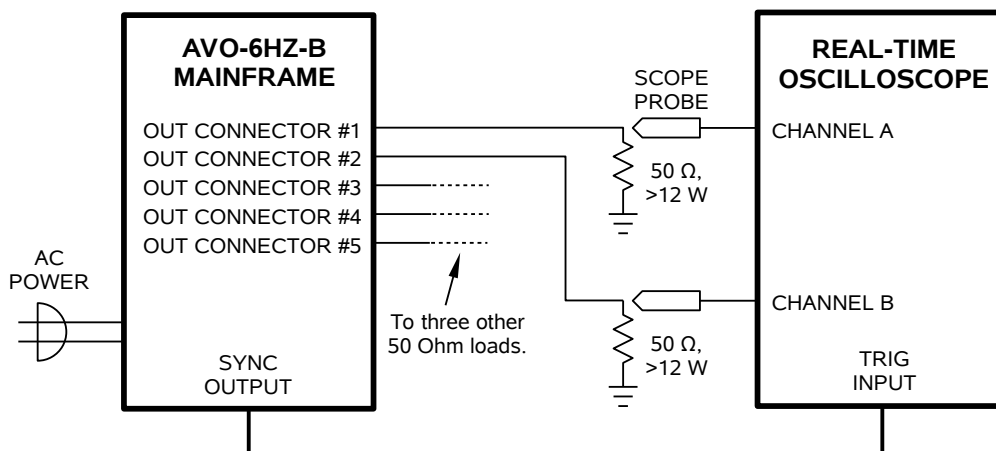 AVO-6HZ-B
MAINFRAME
OUT CONNECTOR #1
OUT CONNECTOR #2
OUT CONNECTOR #3
OUT CONNECTOR #4
OUT CONNECTOR #5
AC
POWER
SYNC
OUTPUT
To three other
50 Ohm loads.
SCOPE
PROBE
50 Ω,
>12 W
50 Ω,
>12 W
REAL-TIME
OSCILLOSCOPE
CHANNEL A
CHANNEL B
TRIG
INPUT